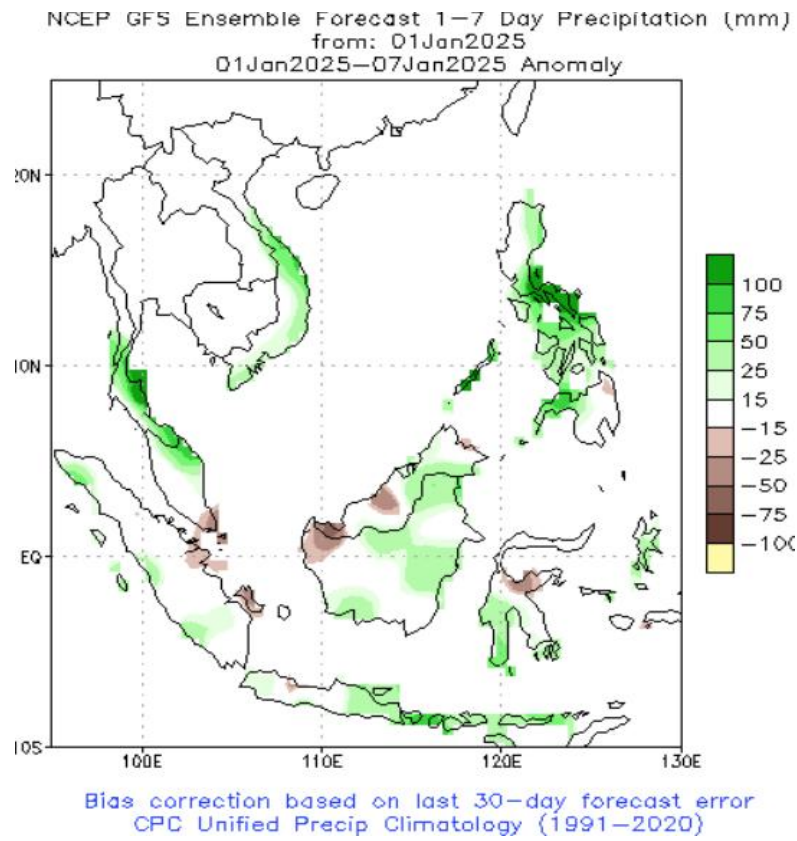 NCEP GFS Ensemble Forecast 1−7 Day Precipitation (mm)
from: 01Jan2025
01Jan2025−07Jan2025 Anomaly
20N
10N
EQ
10S
100E
110E
120E
130E
100
75
50
25
15
−15
−25
−50
−75
−100
Bias correction based on last 30−day forecast error
CPC Unified Precip Climatology (1991−2020)